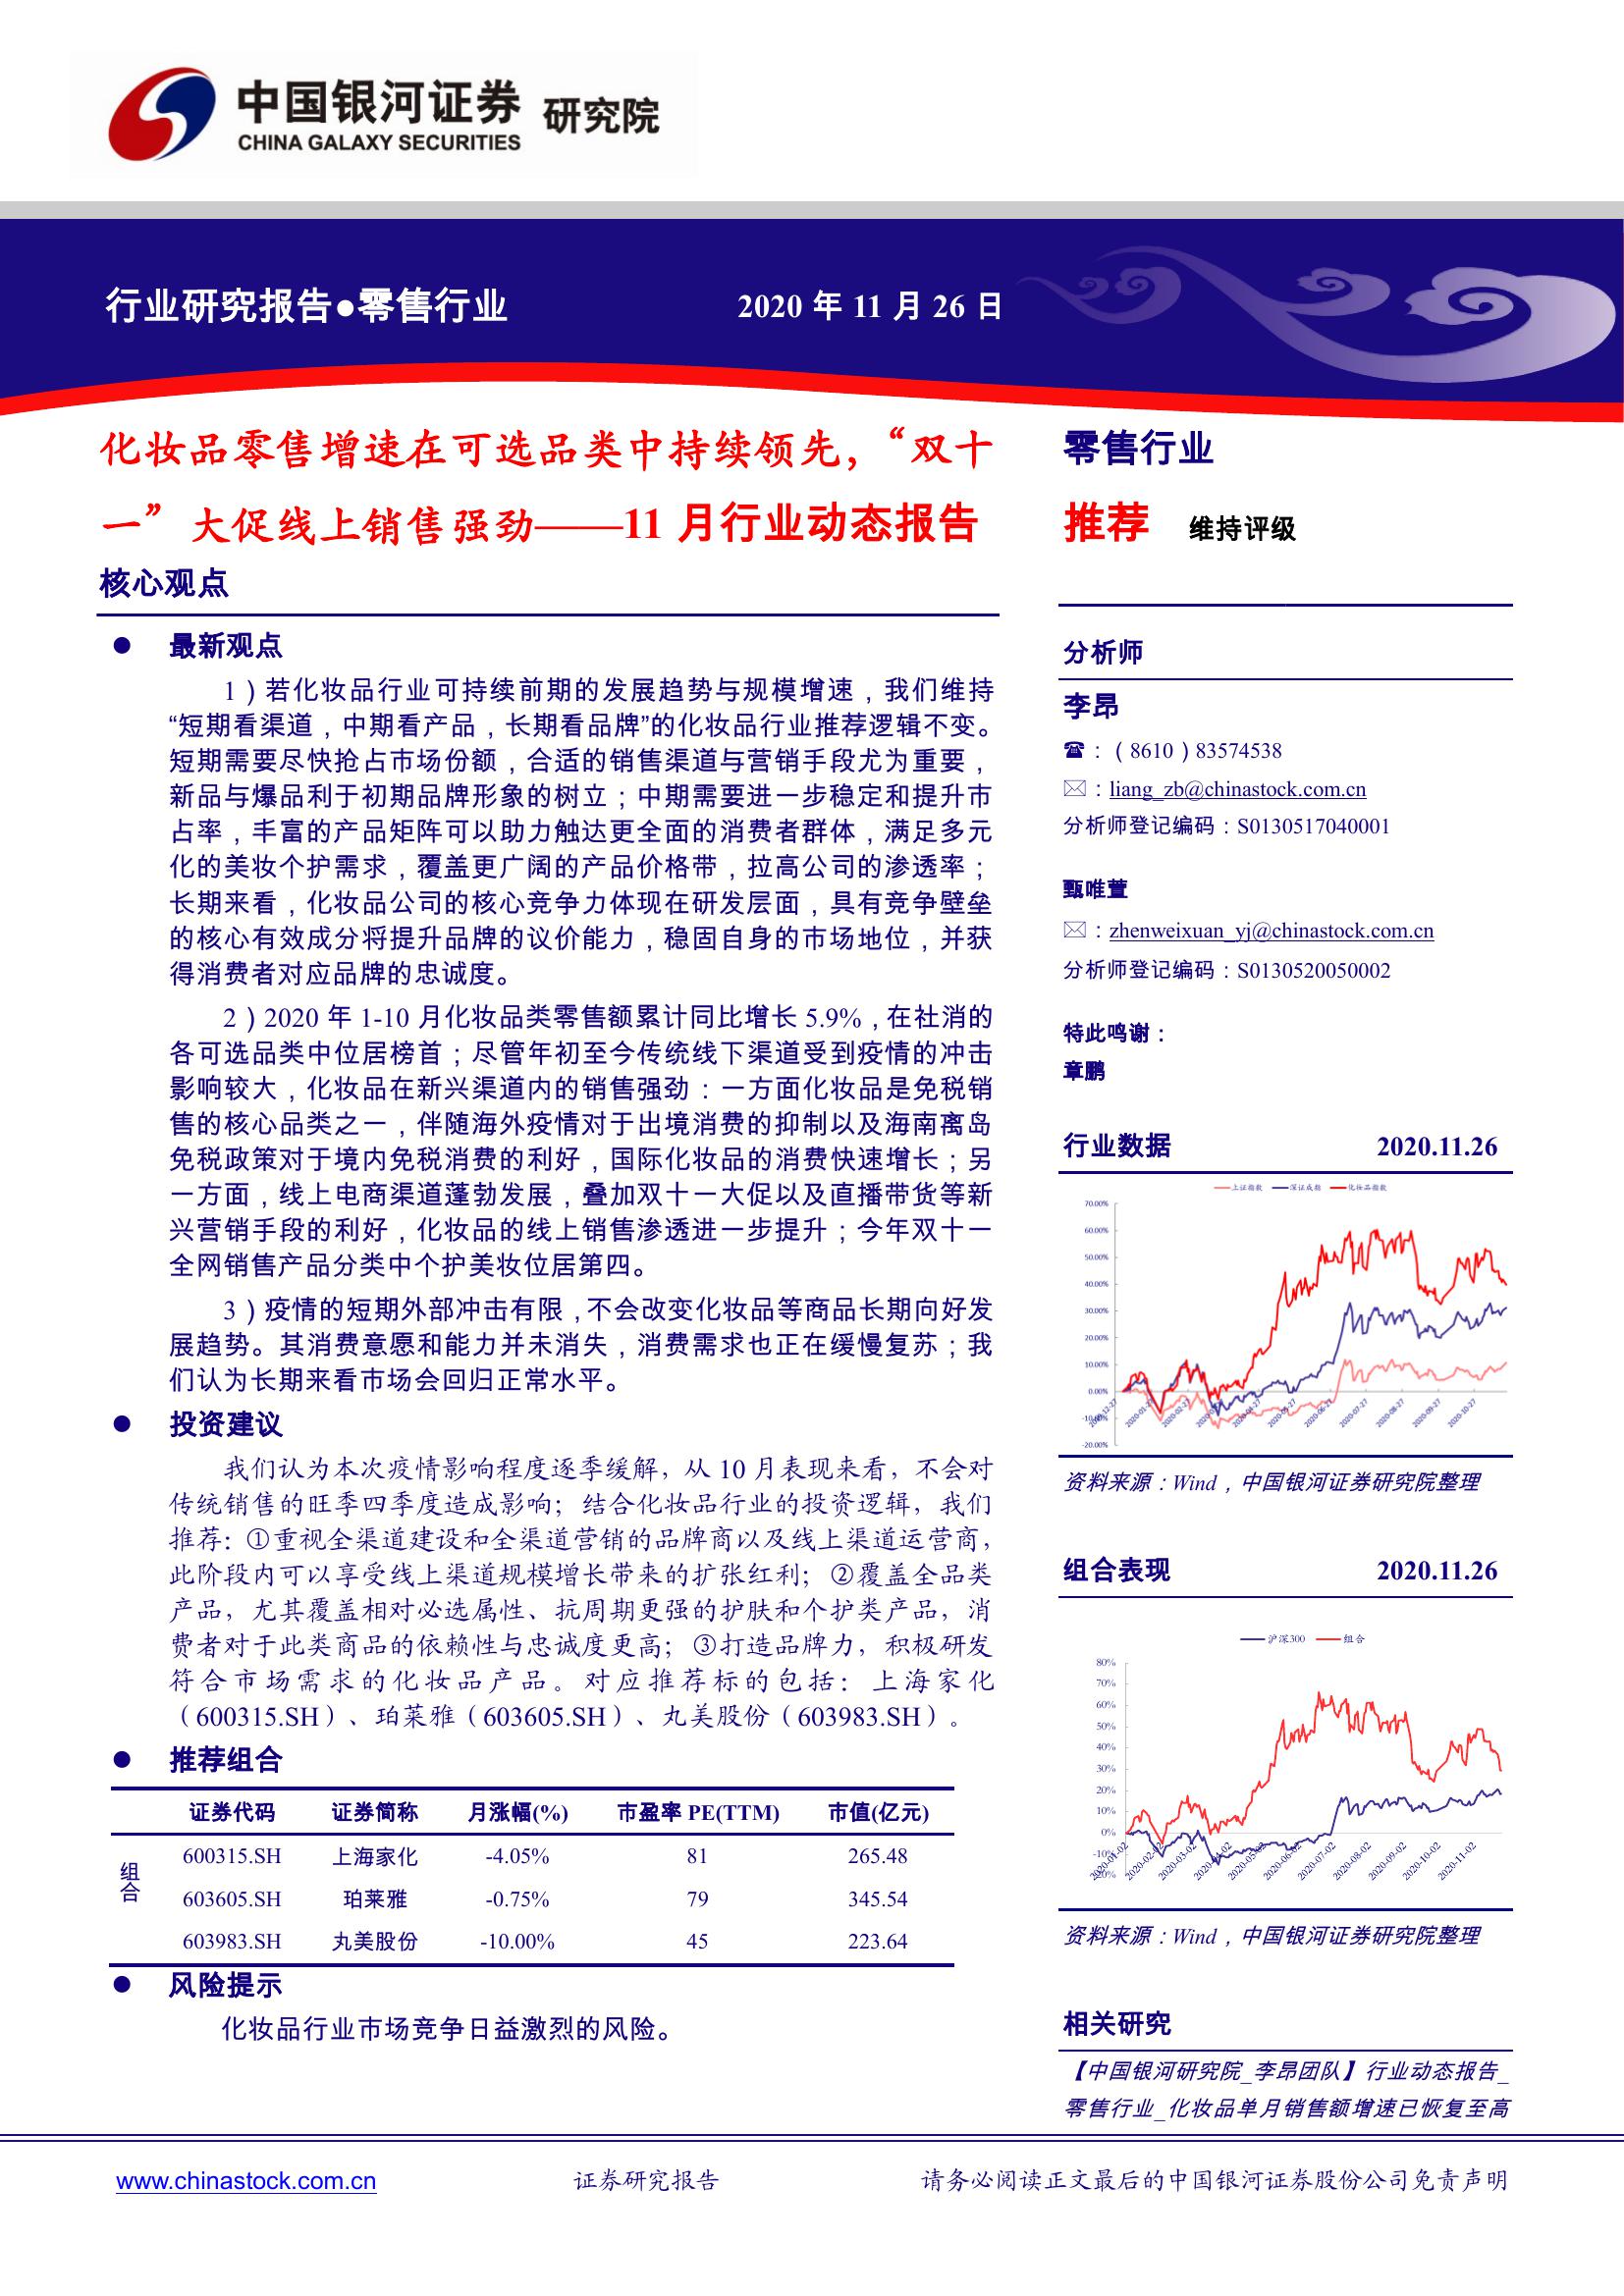 中国银河证券 研究院
CHINA GALAXY SECURITIES
行业研究报告●零售行业
2020 年 11 月 26 日
化妆品零售增速在可选品类中持续领先，“双十
一”大促线上销售强劲——11 月行业动态报告
核心观点
● 最新观点
1）若化妆品行业可持续前期的发展趋势与规模增速，我们维持
“短期看渠道，中期看产品，长期看品牌”的化妆品行业推荐逻辑不变。
短期需要尽快抢占市场份额，合适的销售渠道与营销手段尤为重要，
新品与爆品利于初期品牌形象的树立；中期需要进一步稳定和提升市
占率，丰富的产品矩阵可以助力触达更全面的消费者群体，满足多元
化的美妆个护需求，覆盖更广阔的产品价格带，拉高公司的渗透率；
长期来看，化妆品公司的核心竞争力体现在研发层面，具有竞争壁垒
的核心有效成分将提升品牌的议价能力，稳固自身的市场地位，并获
得消费者对应品牌的忠诚度。
2）2020 年 1-10 月化妆品类零售额累计同比增长 5.9%，在社消的
各可选品类中位居榜首；尽管年初至今传统线下渠道受到疫情的冲击
影响较大，化妆品在新兴渠道内的销售强劲：一方面化妆品是免税销
售的核心品类之一，伴随海外疫情对于出境消费的抑制以及海南离岛
免税政策对于境内免税消费的利好，国际化妆品的消费快速增长；另
一方面，线上电商渠道蓬勃发展，叠加双十一大促以及直播带货等新
兴营销手段的利好，化妆品的线上销售渗透进一步提升；今年双十一
全网销售产品分类中个护美妆位居第四。
3）疫情的短期外部冲击有限，不会改变化妆品等商品长期向好发
展趋势。其消费意愿和能力并未消失，消费需求也正在缓慢复苏；我
们认为长期来看市场会回归正常水平。
● 投资建议
我们认为本次疫情影响程度逐季缓解，从 10 月表现来看，不会对
传统销售的旺季四季度造成影响；结合化妆品行业的投资逻辑，我们
推荐：①重视全渠道建设和全渠道营销的品牌商以及线上渠道运营商，
此阶段内可以享受线上渠道规模增长带来的扩张红利；②覆盖全品类
产品，尤其覆盖相对必选属性、抗周期更强的护肤和个护类产品，消
费者对于此类商品的依赖性与忠诚度更高；③打造品牌力，积极研发
符合市场需求的化妆品产品。对应推荐标的包括：上海家化
（600315.SH）、珀莱雅（603605.SH）、丸美股份（603983.SH）。
● 推荐组合
证券代码 证券简称 月涨幅(%) 市盈率 PE(TTM) 市值(亿元)
组合
600315.SH 上海家化 -4.05% 81 265.48
603605.SH 珀莱雅 -0.75% 79 345.54
603983.SH 丸美股份 -10.00% 45 223.64
● 风险提示
化妆品行业市场竞争日益激烈的风险。
零售行业
推荐 维持评级
分析师
李昂
☎：（8610）83574538
✉：liang_zb@chinastock.com.cn
分析师登记编码：S0130517040001
甄唯萱
✉：zhenweixuan_yj@chinastock.com.cn
分析师登记编码：S0130520050002
特此鸣谢：
章鹏
行业数据 2020.11.26
上证指数 深证成指 化妆品指数
70.00%
60.00%
50.00%
40.00%
30.00%
20.00%
10.00%
0.00%
-10.00%
-20.00%
2019-12-27 2020-01-27 2020-02-27 2020-03-27 2020-04-27 2020-05-27 2020-06-27 2020-07-27 2020-08-27 2020-09-27 2020-10-27
资料来源：Wind，中国银河证券研究院整理
组合表现 2020.11.26
沪深300 组合
80%
70%
60%
50%
40%
30%
20%
10%
0%
-10%
-20%
2020-01-02 2020-02-02 2020-03-02 2020-04-02 2020-05-02 2020-06-02 2020-07-02 2020-08-02 2020-09-02 2020-10-02 2020-11-02
资料来源：Wind，中国银河证券研究院整理
相关研究
【中国银河研究院_李昂团队】行业动态报告_
零售行业_化妆品单月销售额增速已恢复至高
www.chinastock.com.cn
证券研究报告
请务必阅读正文最后的中国银河证券股份公司免责声明